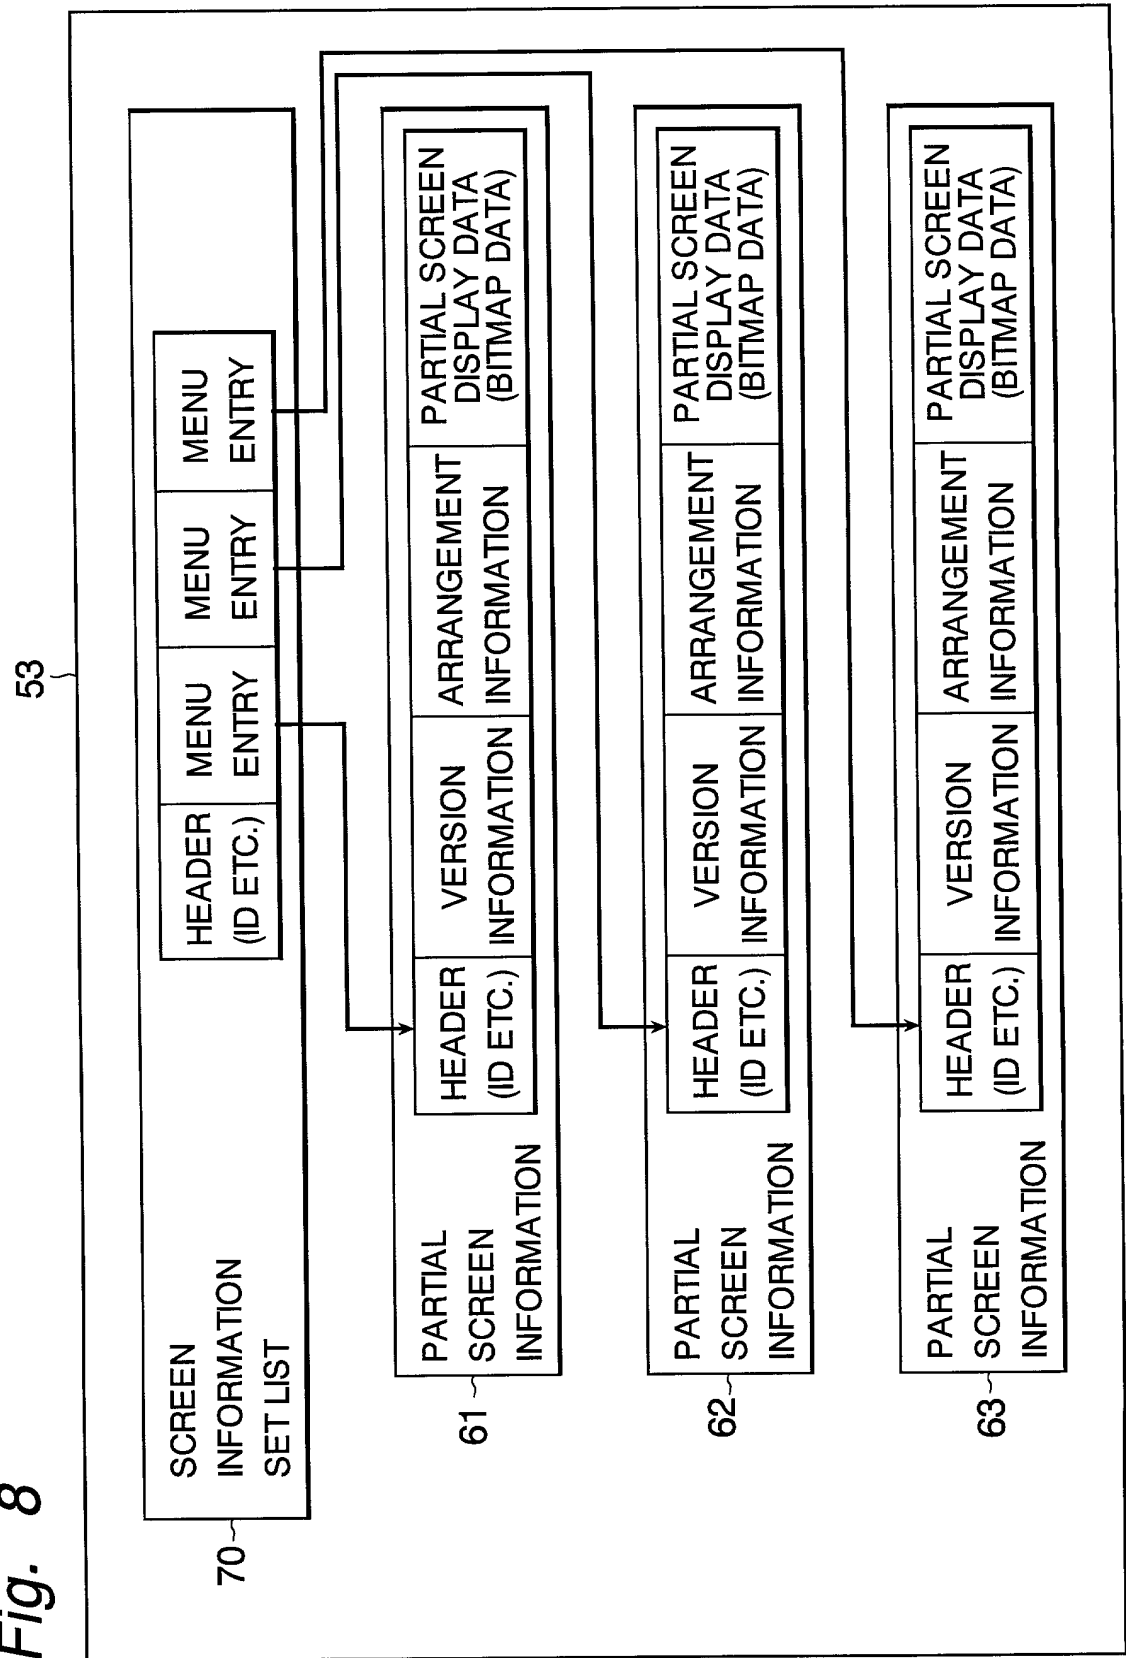 Fig. 8
53
70
SCREEN
INFORMATION
SET LIST
HEADER
(ID ETC.)
MENU
ENTRY
MENU
ENTRY
MENU
ENTRY
61
PARTIAL
SCREEN
INFORMATION
HEADER
(ID ETC.)
VERSION
INFORMATION
ARRANGEMENT
INFORMATION
PARTIAL SCREEN
DISPLAY DATA
(BITMAP DATA)
62
PARTIAL
SCREEN
INFORMATION
HEADER
(ID ETC.)
VERSION
INFORMATION
ARRANGEMENT
INFORMATION
PARTIAL SCREEN
DISPLAY DATA
(BITMAP DATA)
63
PARTIAL
SCREEN
INFORMATION
HEADER
(ID ETC.)
VERSION
INFORMATION
ARRANGEMENT
INFORMATION
PARTIAL SCREEN
DISPLAY DATA
(BITMAP DATA)